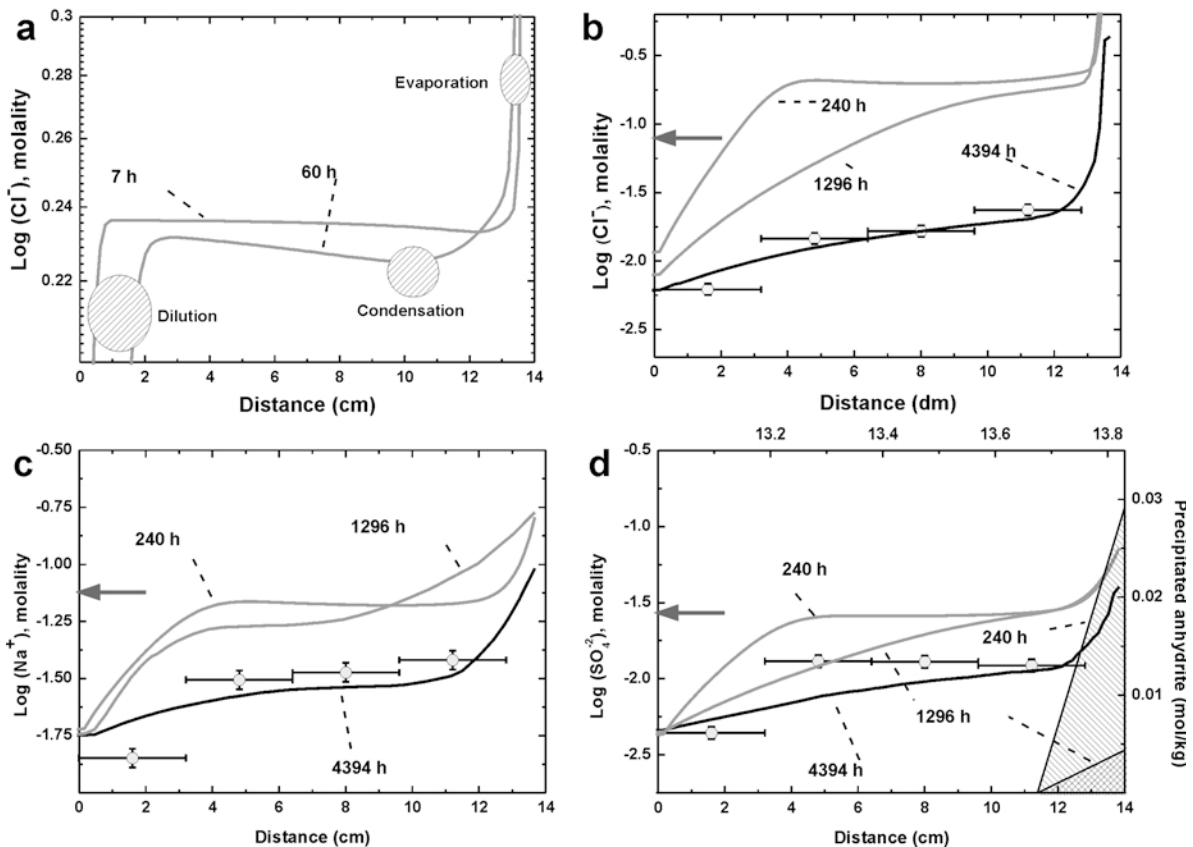 a
0.3
0.28
0.26
0.24
0.22
Log (Cl⁻), molality
Evaporation
7 h
60 h
Dilution
Condensation
0 2 4 6 8 10 12 14
Distance (cm)
b
-0.5
-1.0
-1.5
-2.0
-2.5
Log (Cl⁻), molality
240 h
4394 h
1296 h
0 2 4 6 8 10 12 14
Distance (dm)
c
-0.50
-0.75
-1.00
-1.25
-1.50
-1.75
Log (Na⁺), molality
240 h
1296 h
4394 h
0 2 4 6 8 10 12 14
Distance (cm)
13.2 13.4 13.6 13.8
d
-0.5
-1.0
-1.5
-2.0
-2.5
Log (SO₄⁻²), molality
240 h
240 h
1296 h
4394 h
0.03
0.02
0.01
Precipitated anhydrite (mol/kg)
0 2 4 6 8 10 12 14
Distance (cm)